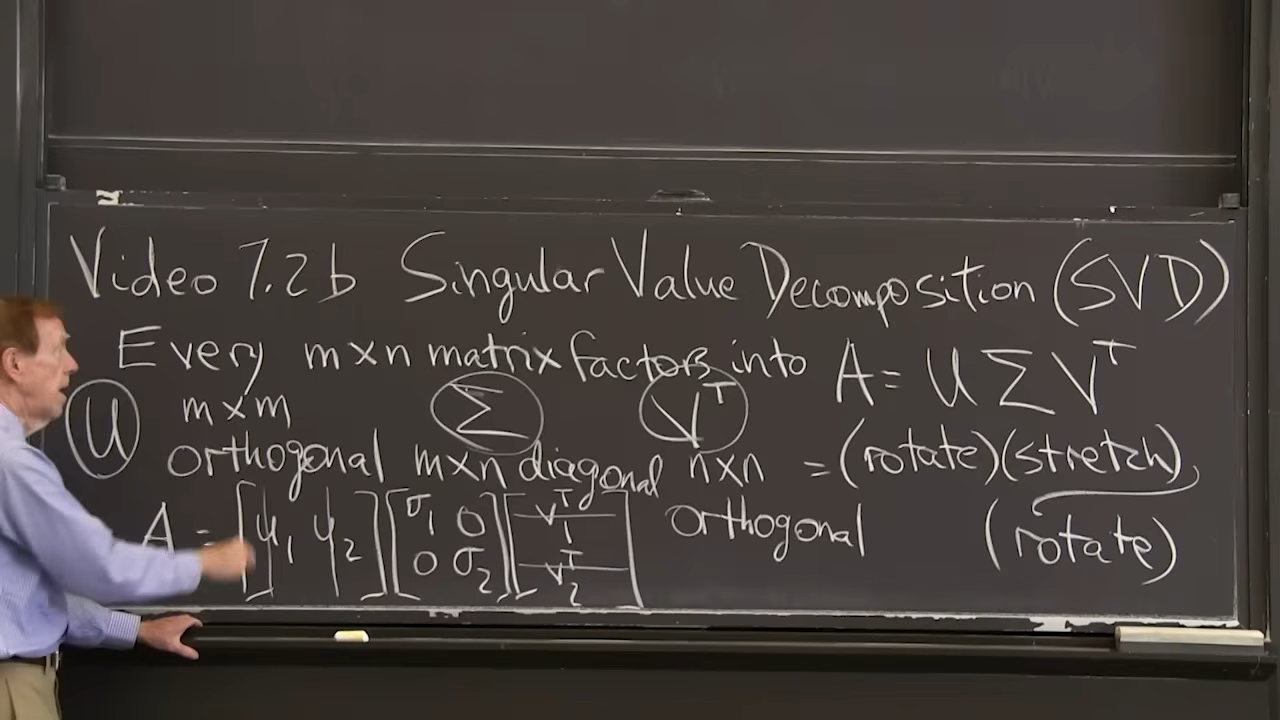 Video 7.2b Singular Value Decomposition (SVD)
Every m×n matrix factors into A = U Σ Vᵀ
U m×m Σ Vᵀ
orthogonal m×n diagonal n×n = (rotate)(stretch)
A = [u₁ u₂] [σ₁ 0 0 σ₂] [v₁ᵀ v₂ᵀ] orthogonal (rotate)